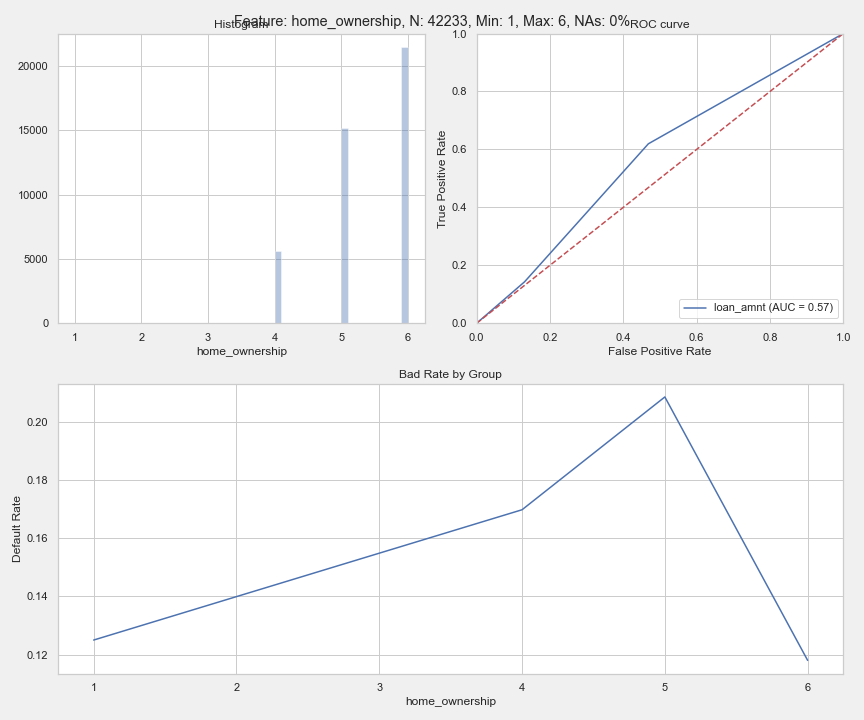 Feature: home_ownership, N: 42233, Min: 1, Max: 6, NAs: 0%
Histogram
20000
15000
10000
5000
0
1 2 3 4 5 6
home_ownership
ROC curve
True Positive Rate
1.0
0.8
0.6
0.4
0.2
0.0
loan_amnt (AUC = 0.57)
0.0 0.2 0.4 0.6 0.8 1.0
False Positive Rate
Bad Rate by Group
Default Rate
0.20
0.18
0.16
0.14
0.12
1 2 3 4 5 6
home_ownership